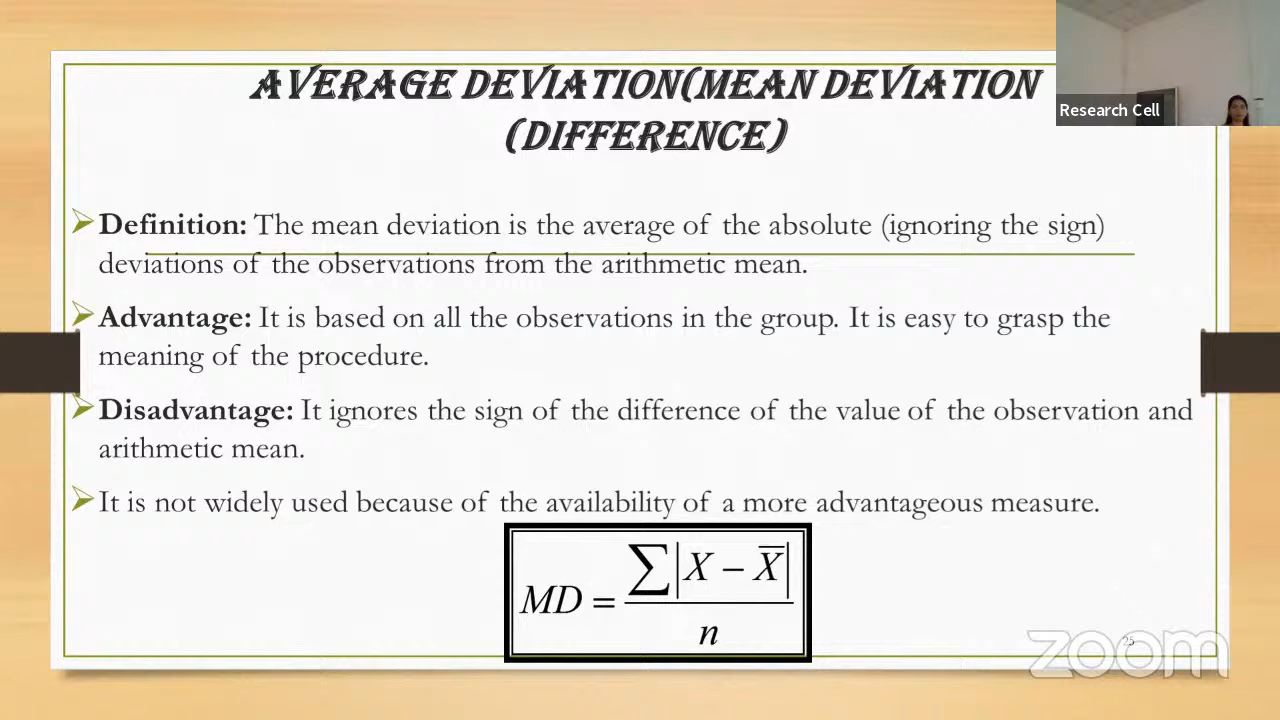 AVERAGE DEVIATION(MEAN DEVIATION
(DIFFERENCE)
Research Cell
Definition: The mean deviation is the average of the absolute (ignoring the sign)
deviations of the observations from the arithmetic mean.
Advantage: It is based on all the observations in the group. It is easy to grasp the
meaning of the procedure.
Disadvantage: It ignores the sign of the difference of the value of the observation and
arithmetic mean.
It is not widely used because of the availability of a more advantageous measure.
MD = ∑|X − X̅| / n
25
zoom